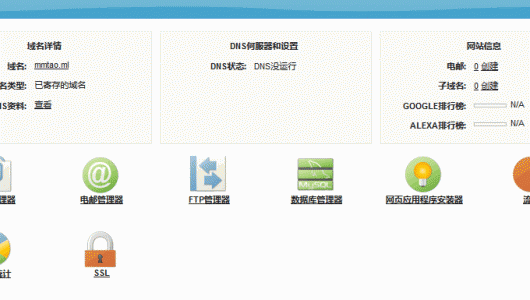 域名详情
域名: mmtao.ml
名类型: 已寄存的域名
NS资料: 查看
DNS伺服器和设置
DNS状态: DNS没运行
网站信息
电邮: 0 创建
子域名: 0 创建
GOOGLE排行榜: N/A
ALEXA排行榜: N/A
理器
电邮管理器
FTP管理器
MySQL
数据库管理器
网页应用程序安装器
流
统计
SSL